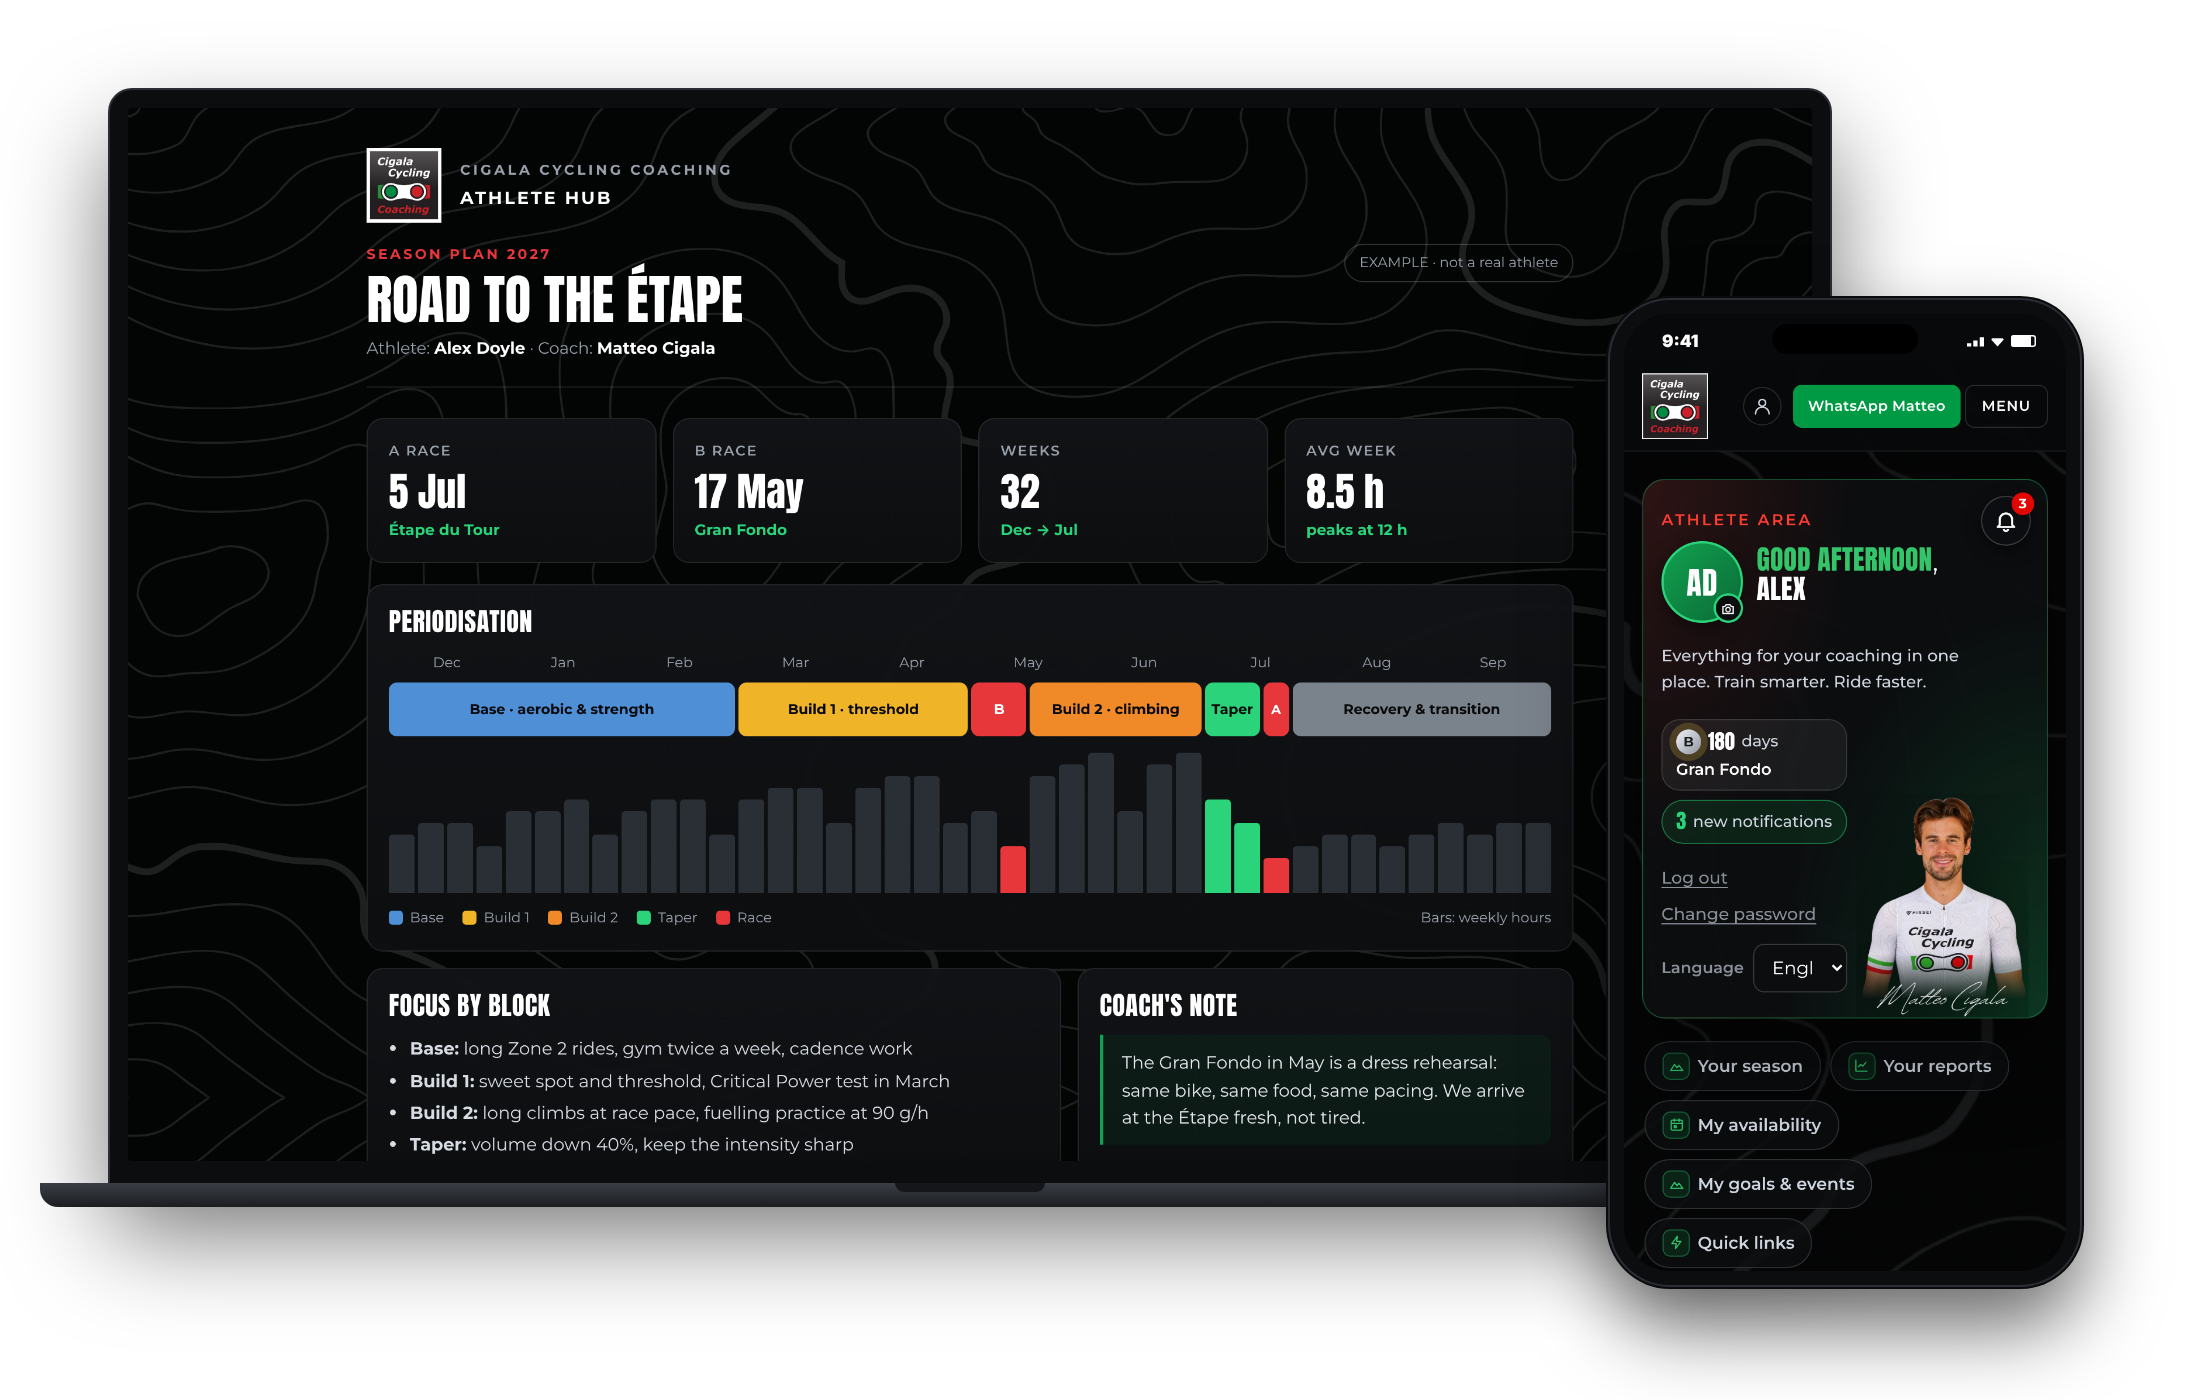 Cigala
Cycling
Coaching
CIGALA CYCLING COACHING
ATHLETE HUB
SEASON PLAN 2027
ROAD TO THE ÉTAPE
Athlete: Alex Doyle · Coach: Matteo Cigala
EXAMPLE · not a real athlete
A RACE
5 Jul
Étape du Tour
B RACE
17 May
Gran Fondo
WEEKS
32
Dec → Jul
AVG WEEK
8.5 h
peaks at 12 h
PERIODISATION
Dec Jan Feb Mar Apr May Jun Jul Aug Sep
Base · aerobic & strength Build 1 · threshold B Build 2 · climbing Taper A Recovery & transition
Base Build 1 Build 2 Taper Race Bars: weekly hours
FOCUS BY BLOCK
• Base: long Zone 2 rides, gym twice a week, cadence work
• Build 1: sweet spot and threshold, Critical Power test in March
• Build 2: long climbs at race pace, fuelling practice at 90 g/h
• Taper: volume down 40%, keep the intensity sharp
COACH'S NOTE
The Gran Fondo in May is a dress rehearsal:
same bike, same food, same pacing. We arrive
at the Étape fresh, not tired.
9:41
Cigala
Cycling
Coaching
WhatsApp Matteo
MENU
3
ATHLETE AREA
AD
GOOD AFTERNOON,
ALEX
Everything for your coaching in one
place. Train smarter. Ride faster.
B 180 days
Gran Fondo
3 new notifications
Log out
Change password
Language Engl
Cigala
Cycling
Matteo Cigala
Your season
Your reports
My availability
My goals & events
Quick links